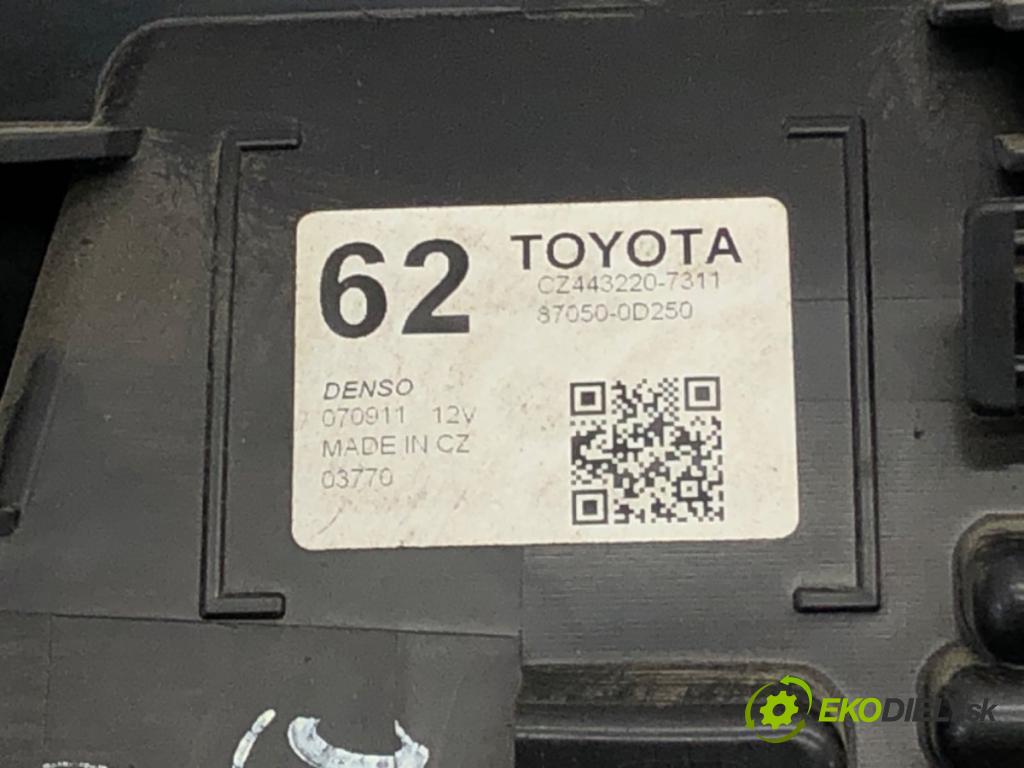 62 TOYOTA
CZ443220-7311
87050-0D250
DENSO
070911 12V
MADE IN CZ
03770
EKODIELY.sk